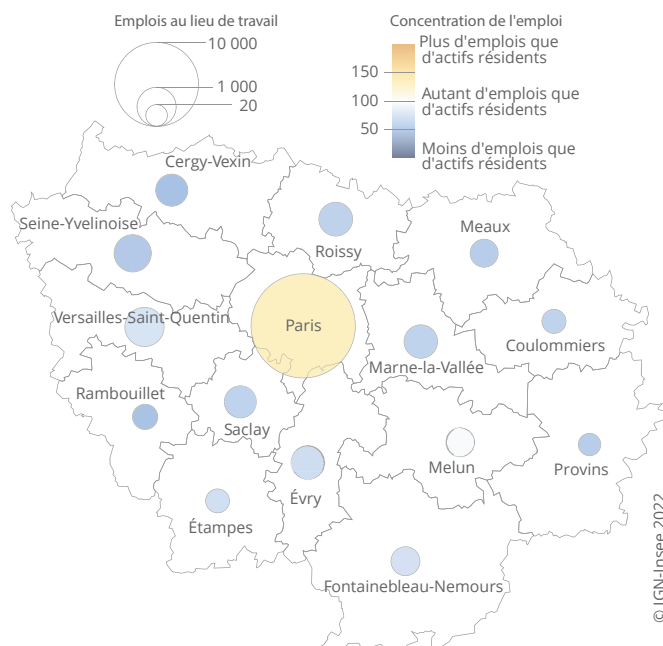 Emplois au lieu de travail
10 000
1 000
20
Concentration de l'emploi
Plus d'emplois que
d'actifs résidents
150
Autant d'emplois que
d'actifs résidents
100
50
Moins d'emplois que
d'actifs résidents
Cergy-Vexin
Seine-Yvelinoise
Roissy
Meaux
Versailles-Saint-Quentin
Paris
Marne-la-Vallée
Coulommiers
Rambouillet
Saclay
Melun
Provins
Évry
Étampes
Fontainebleau-Nemours
© IGN-Insee 2022